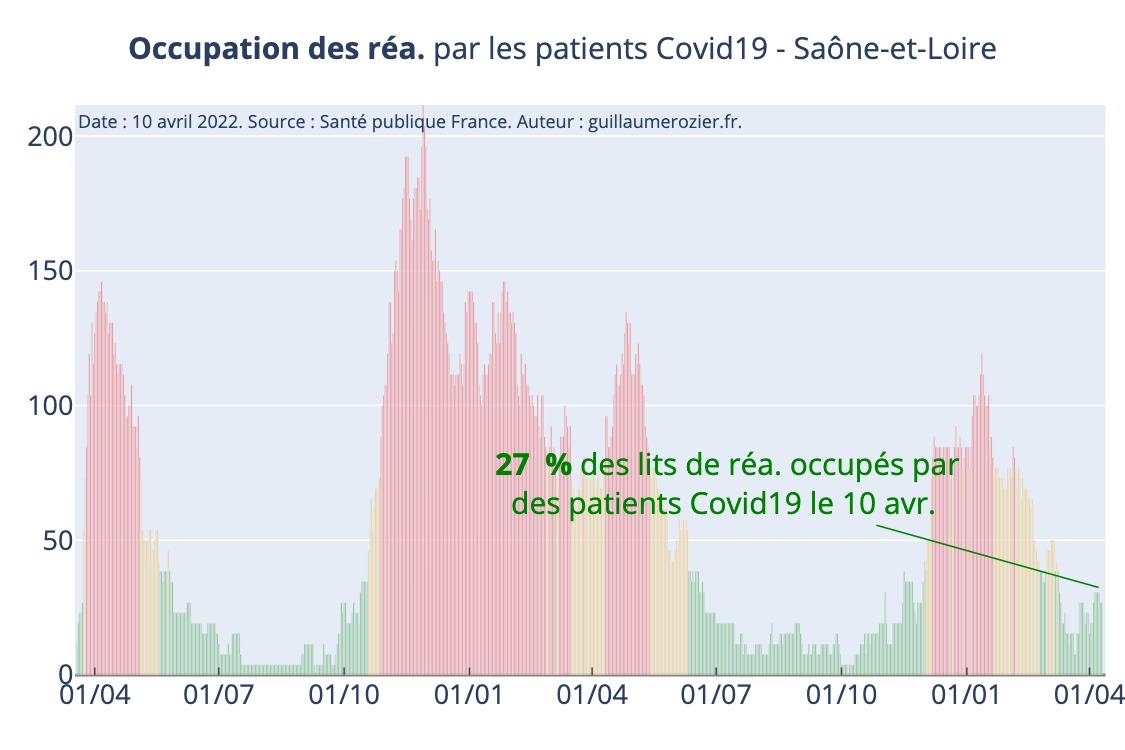 Occupation des réa. par les patients Covid19 - Saône-et-Loire
Date : 10 avril 2022. Source : Santé publique France. Auteur : guillaumerozier.fr.
200
150
100
50
0
27 % des lits de réa. occupés par
des patients Covid19 le 10 avr.
01/04 01/07 01/10 01/01 01/04 01/07 01/10 01/01 01/04